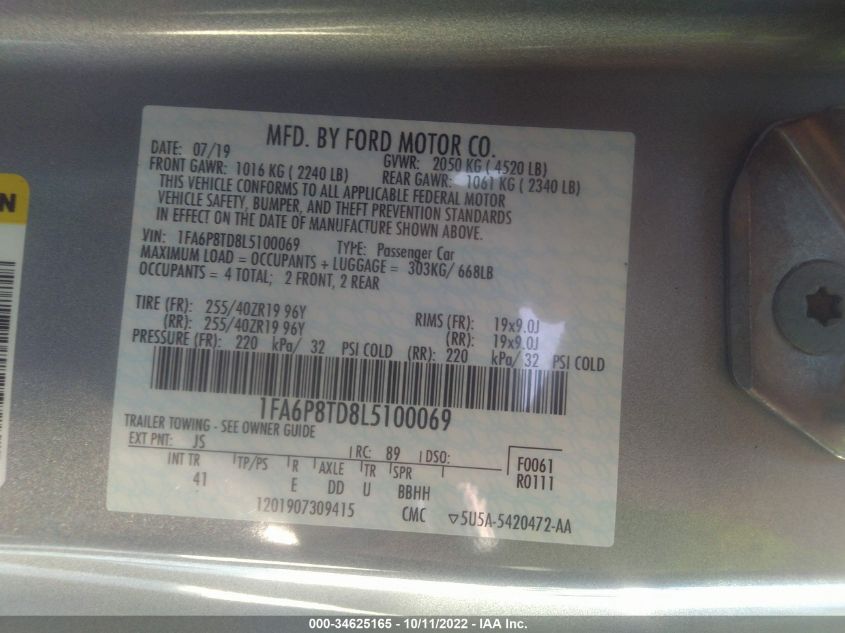 MFD. BY FORD MOTOR CO.
DATE: 07/19 GVWR: 2050 KG ( 4520 LB)
FRONT GAWR: 1016 KG ( 2240 LB) REAR GAWR: 1061 KG ( 2340 LB)
THIS VEHICLE CONFORMS TO ALL APPLICABLE FEDERAL MOTOR
VEHICLE SAFETY, BUMPER, AND THEFT PREVENTION STANDARDS
IN EFFECT ON THE DATE OF MANUFACTURE SHOWN ABOVE.
VIN: 1FA6P8TD8L5100069 TYPE: Passenger Car
MAXIMUM LOAD = OCCUPANTS + LUGGAGE = 303KG/ 668LB
OCCUPANTS = 4 TOTAL; 2 FRONT, 2 REAR
TIRE (FR): 255/40ZR19 96Y RIMS (FR): 19x9.0J
(RR): 255/40ZR19 96Y (RR): 19x9.0J
PRESSURE (FR): 220 kPa/ 32 PSI COLD (RR): 220 kPa/ 32 PSI COLD
1FA6P8TD8L5100069
TRAILER TOWING - SEE OWNER GUIDE
EXT PNT: JS RC: 89 DSO: F0061
INT TR TP/PS R AXLE TR SPR R0111
41 E DD U BBHH
1201907309415 CMC ▽5U5A-5420472-AA
N
000-34625165 - 10/11/2022 - IAA Inc.